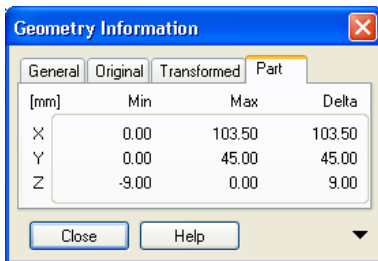 Geometry Information
General Original Transformed Part
[mm] Min Max Delta
X 0.00 103.50 103.50
Y 0.00 45.00 45.00
Z -9.00 0.00 9.00
Close Help